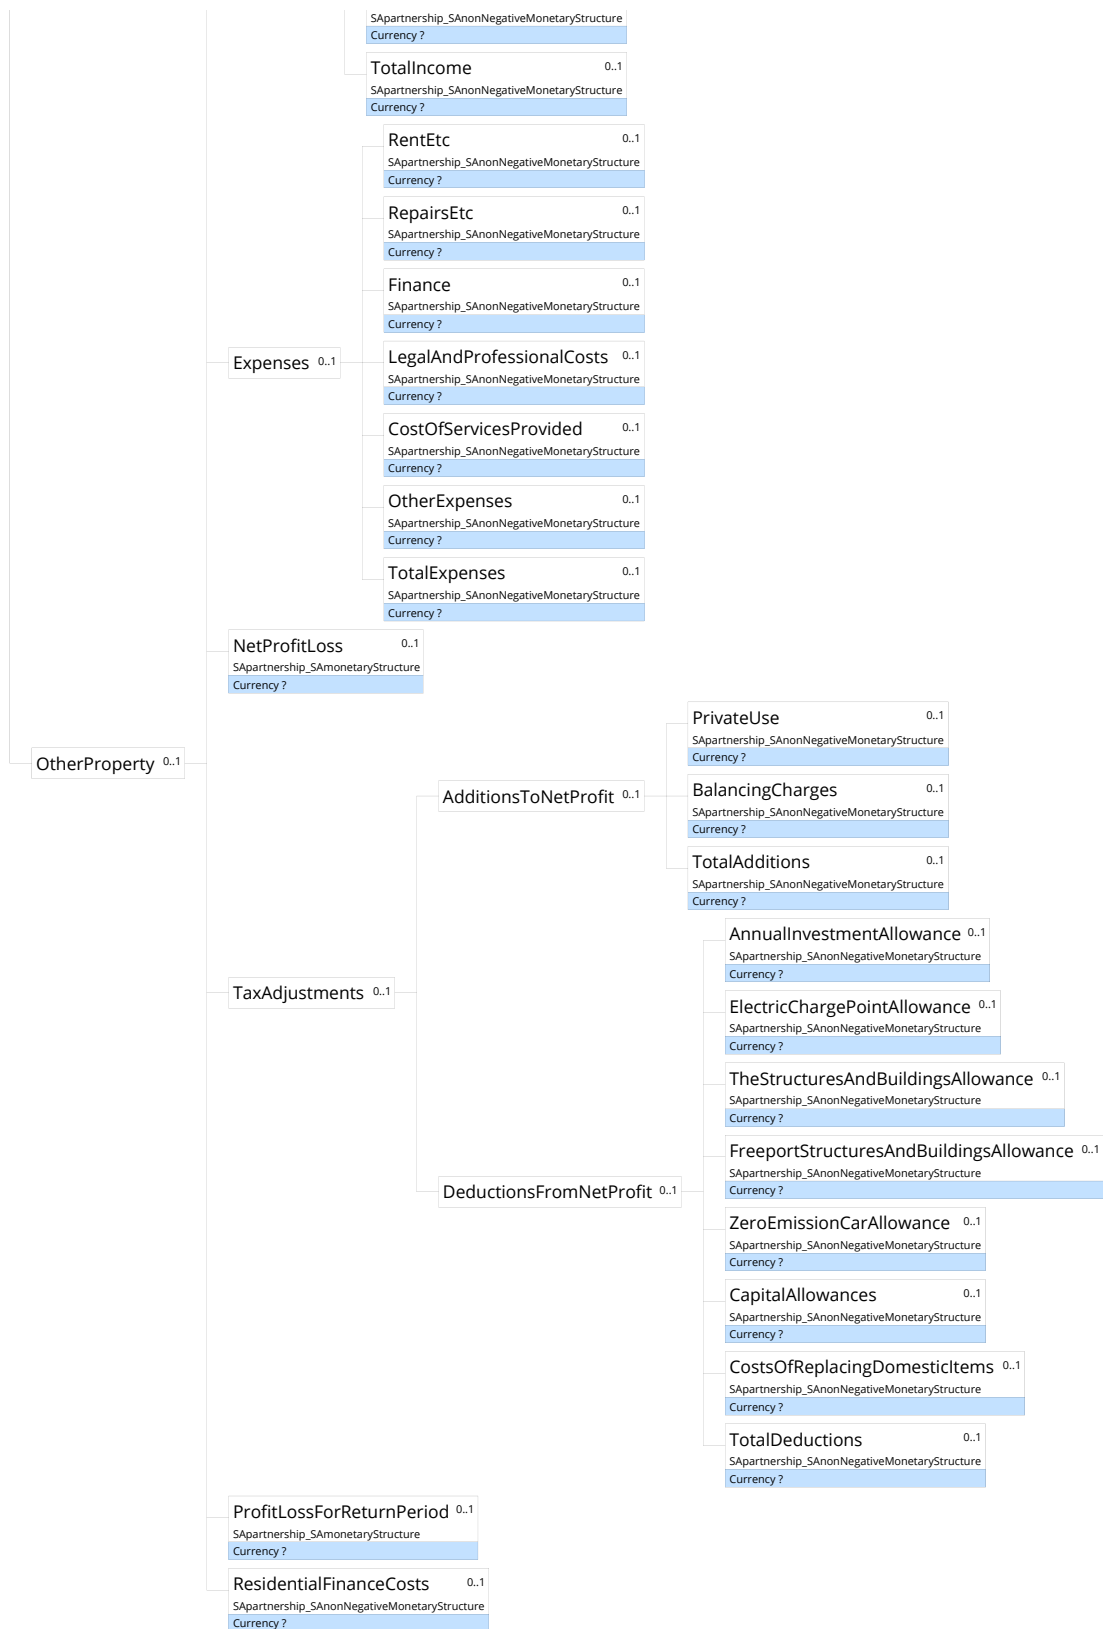 SApartnership_SAnonNegativeMonetaryStructure
Currency ?
TotalIncome 0..1
SApartnership_SAnonNegativeMonetaryStructure
Currency ?
RentEtc 0..1
SApartnership_SAnonNegativeMonetaryStructure
Currency ?
RepairsEtc 0..1
SApartnership_SAnonNegativeMonetaryStructure
Currency ?
Finance 0..1
SApartnership_SAnonNegativeMonetaryStructure
Currency ?
Expenses 0..1
LegalAndProfessionalCosts 0..1
SApartnership_SAnonNegativeMonetaryStructure
Currency ?
CostOfServicesProvided 0..1
SApartnership_SAnonNegativeMonetaryStructure
Currency ?
OtherExpenses 0..1
SApartnership_SAnonNegativeMonetaryStructure
Currency ?
TotalExpenses 0..1
SApartnership_SAnonNegativeMonetaryStructure
Currency ?
NetProfitLoss 0..1
SApartnership_SAmonetaryStructure
Currency ?
OtherProperty 0..1
PrivateUse 0..1
SApartnership_SAnonNegativeMonetaryStructure
Currency ?
AdditionsToNetProfit 0..1
BalancingCharges 0..1
SApartnership_SAnonNegativeMonetaryStructure
Currency ?
TotalAdditions 0..1
SApartnership_SAnonNegativeMonetaryStructure
Currency ?
TaxAdjustments 0..1
AnnualInvestmentAllowance 0..1
SApartnership_SAnonNegativeMonetaryStructure
Currency ?
ElectricChargePointAllowance 0..1
SApartnership_SAnonNegativeMonetaryStructure
Currency ?
TheStructuresAndBuildingsAllowance 0..1
SApartnership_SAnonNegativeMonetaryStructure
Currency ?
FreeportStructuresAndBuildingsAllowance 0..1
SApartnership_SAnonNegativeMonetaryStructure
Currency ?
DeductionsFromNetProfit 0..1
ZeroEmissionCarAllowance 0..1
SApartnership_SAnonNegativeMonetaryStructure
Currency ?
CapitalAllowances 0..1
SApartnership_SAnonNegativeMonetaryStructure
Currency ?
CostsOfReplacingDomesticItems 0..1
SApartnership_SAnonNegativeMonetaryStructure
Currency ?
TotalDeductions 0..1
SApartnership_SAnonNegativeMonetaryStructure
Currency ?
ProfitLossForReturnPeriod 0..1
SApartnership_SAmonetaryStructure
Currency ?
ResidentialFinanceCosts 0..1
SApartnership_SAnonNegativeMonetaryStructure
Currency ?